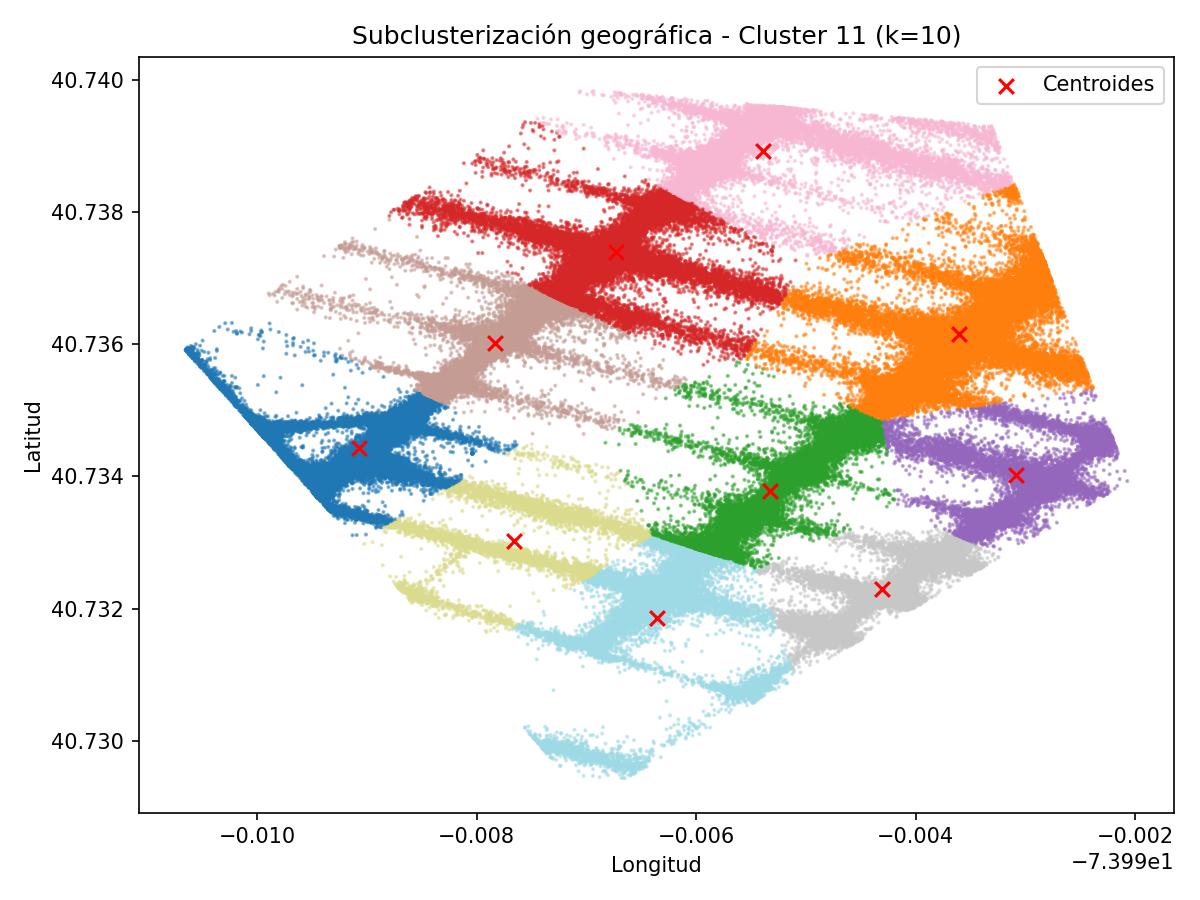 Subclusterización geográfica - Cluster 11 (k=10)
Centroides
40.740
40.738
40.736
40.734
40.732
40.730
Latitud
−0.010
−0.008
−0.006
−0.004
−0.002
−7.399e1
Longitud